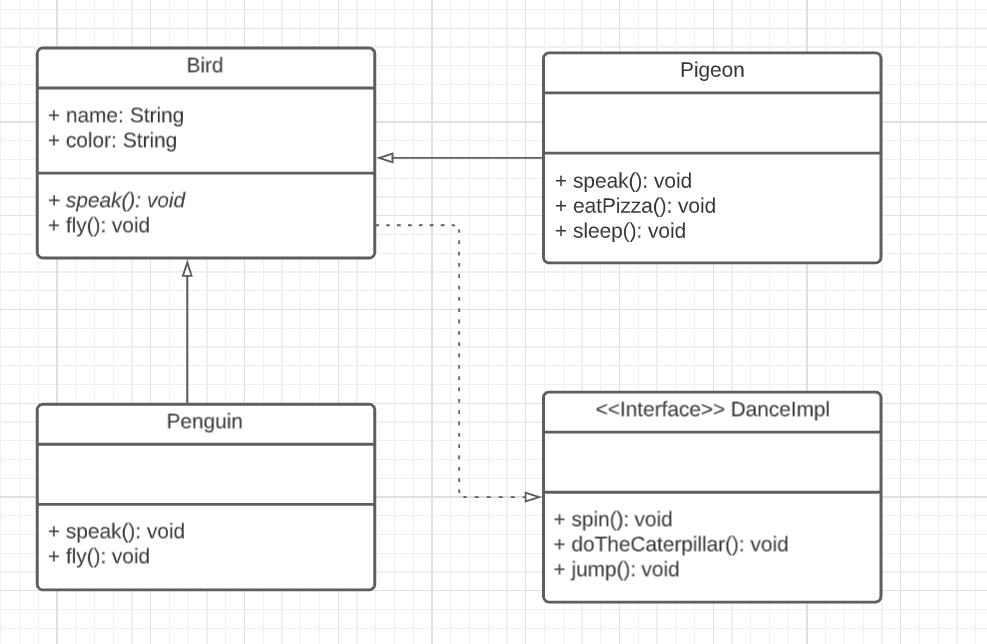 Bird
+ name: String
+ color: String
+ speak(): void
+ fly(): void
Pigeon
+ speak(): void
+ eatPizza(): void
+ sleep(): void
Penguin
+ speak(): void
+ fly(): void
<<Interface>> DanceImpl
+ spin(): void
+ doTheCaterpillar(): void
+ jump(): void